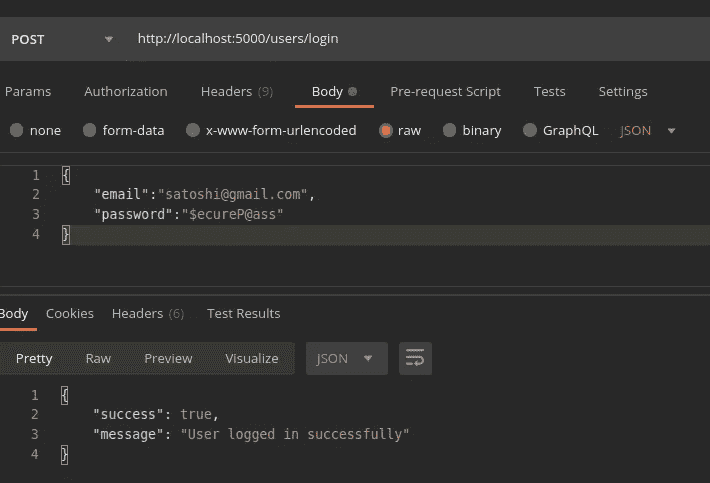 POST http://localhost:5000/users/login
Params Authorization Headers (9) Body Pre-request Script Tests Settings
none form-data x-www-form-urlencoded raw binary GraphQL JSON
1 {
2 "email":"satoshi@gmail.com",
3 "password":"$ecureP@ass"
4 }
Body Cookies Headers (6) Test Results
Pretty Raw Preview Visualize JSON
1 {
2 "success": true,
3 "message": "User logged in successfully"
4 }